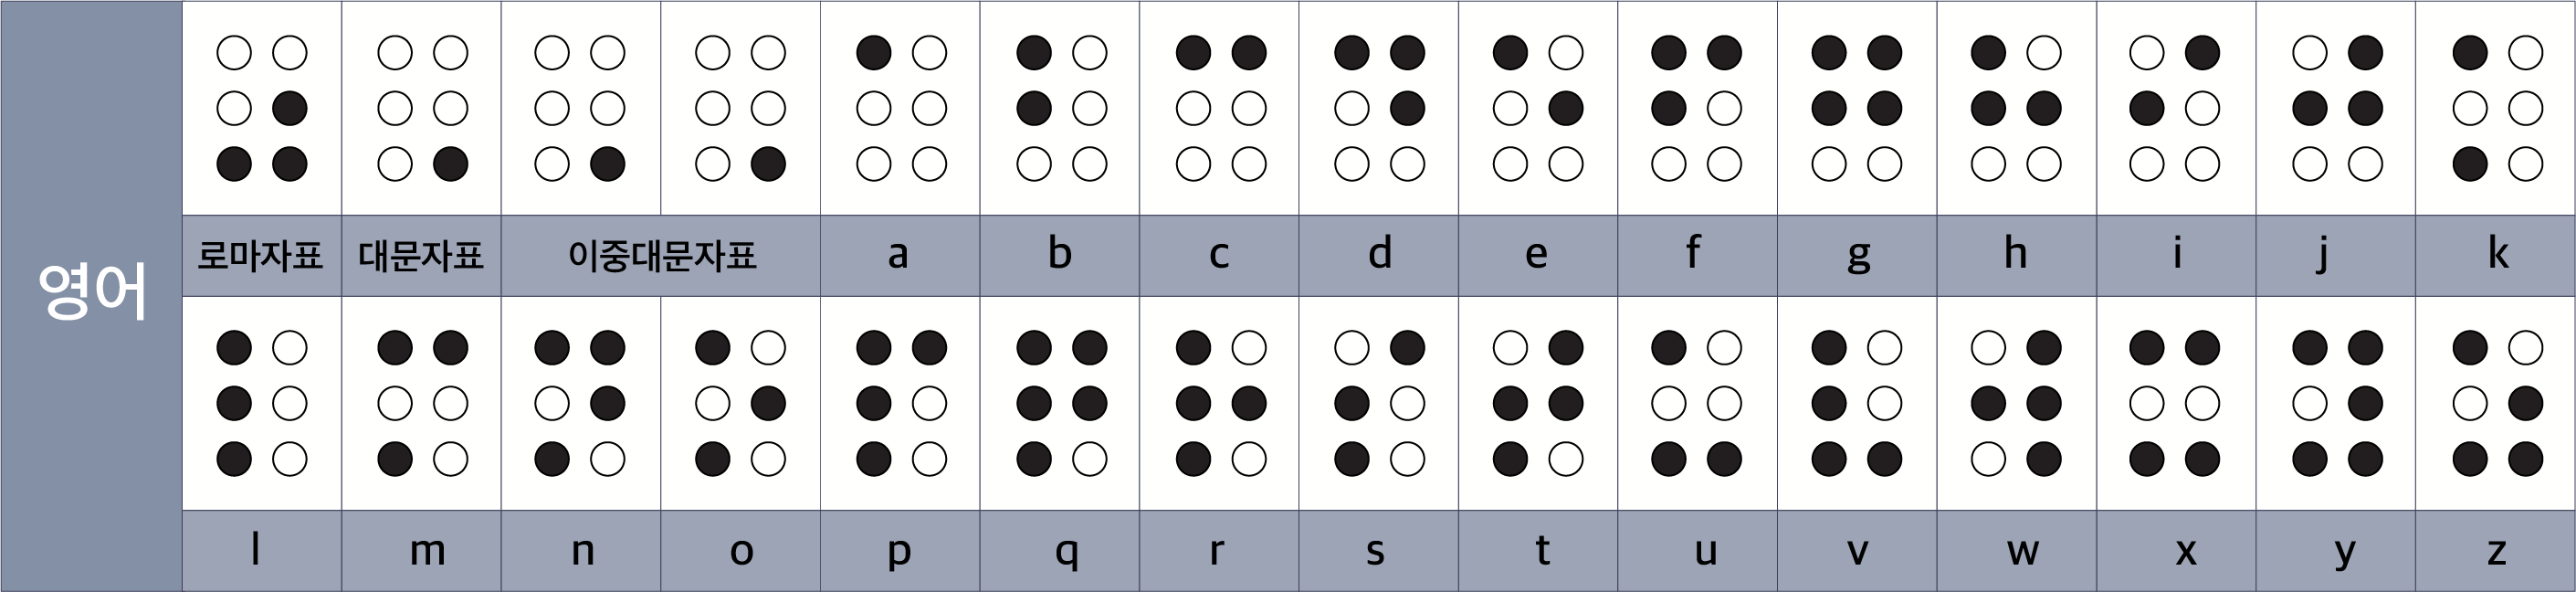 영어
로마자표 대문자표 이중대문자표 a b c d e f g h i j k
l m n o p q r s t u v w x y z